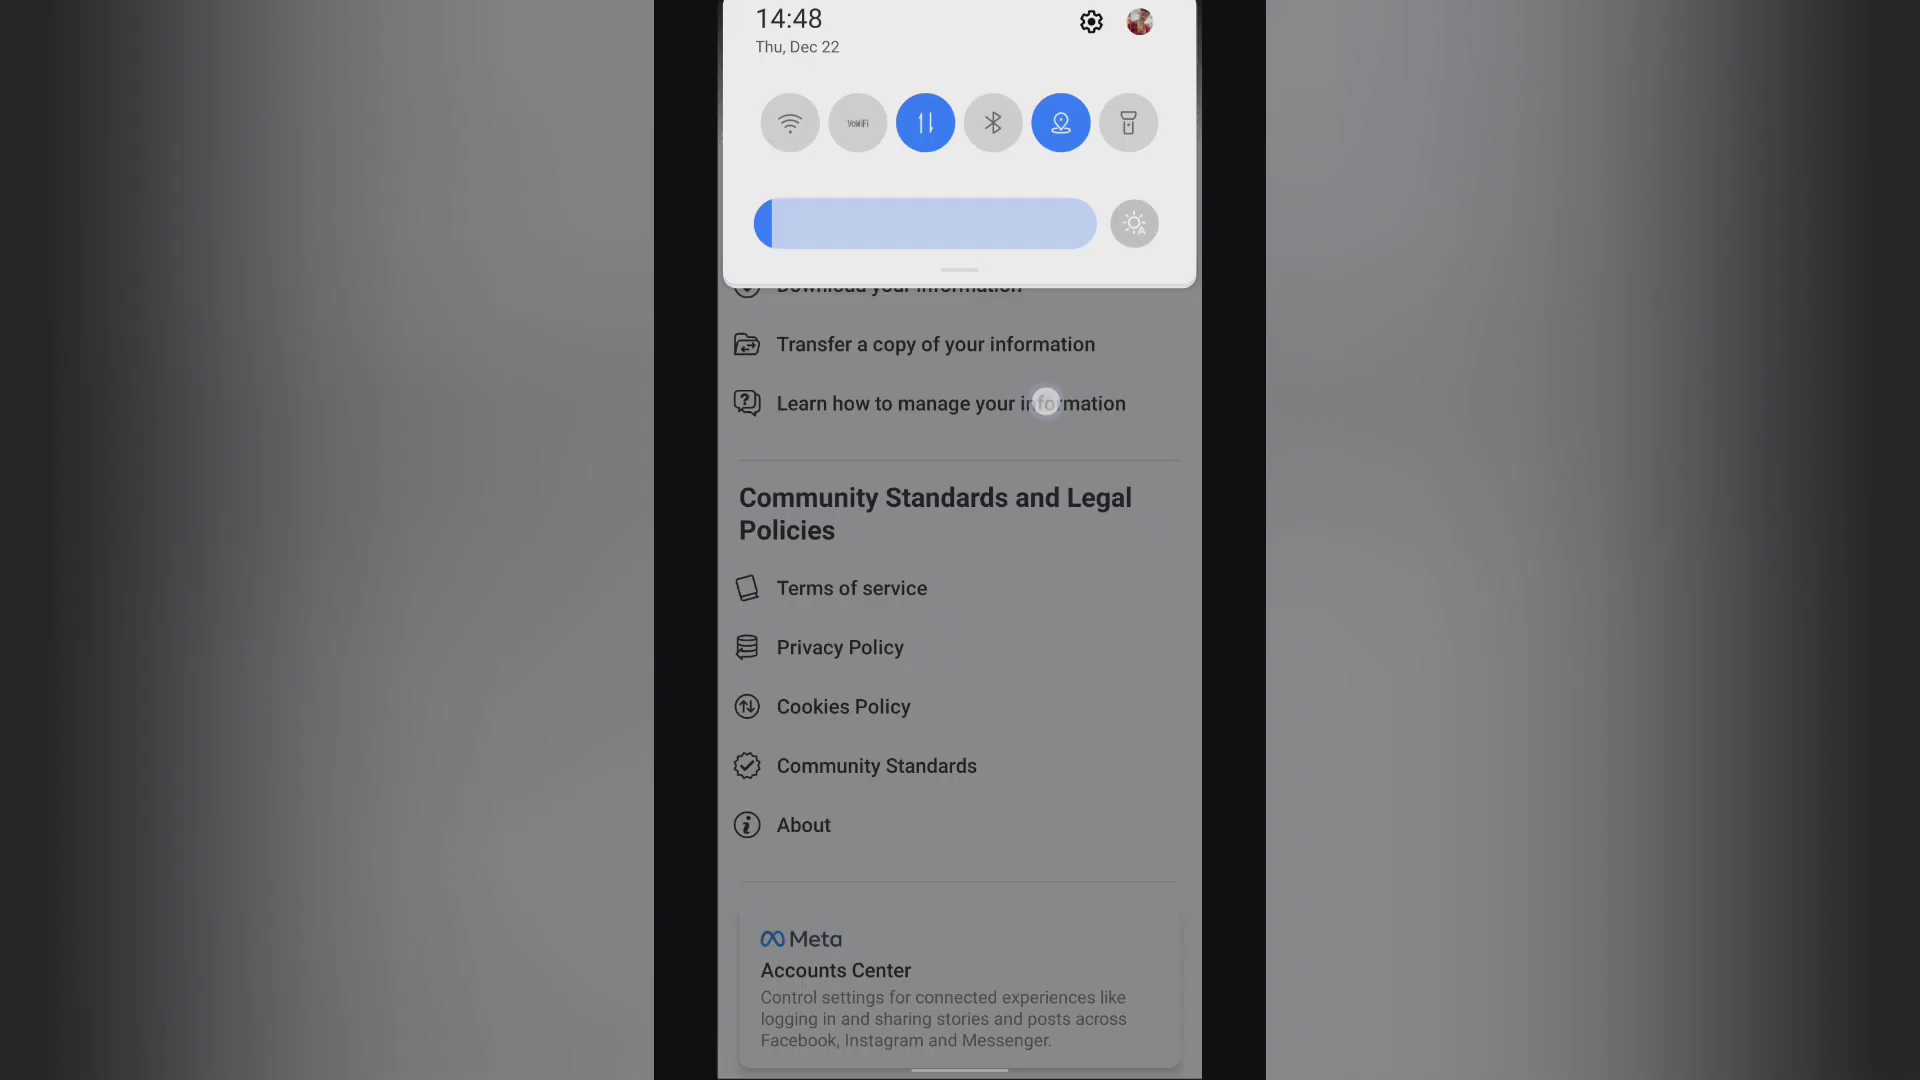 14:48
Thu, Dec 22
VoWiFi
Download your information
Transfer a copy of your information
Learn how to manage your information
Community Standards and Legal
Policies
Terms of service
Privacy Policy
Cookies Policy
Community Standards
About
Meta
Accounts Center
Control settings for connected experiences like
logging in and sharing stories and posts across
Facebook, Instagram and Messenger.